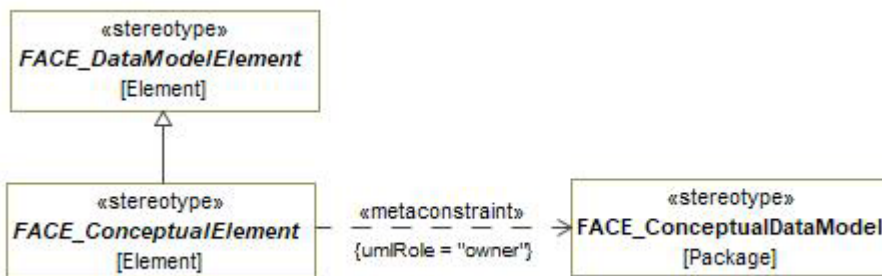 «stereotype»
FACE_DataModelElement
[Element]
«stereotype»
FACE_ConceptualElement
[Element]
«metaconstraint»
{umlRole = "owner"}
«stereotype»
FACE_ConceptualDataModel
[Package]